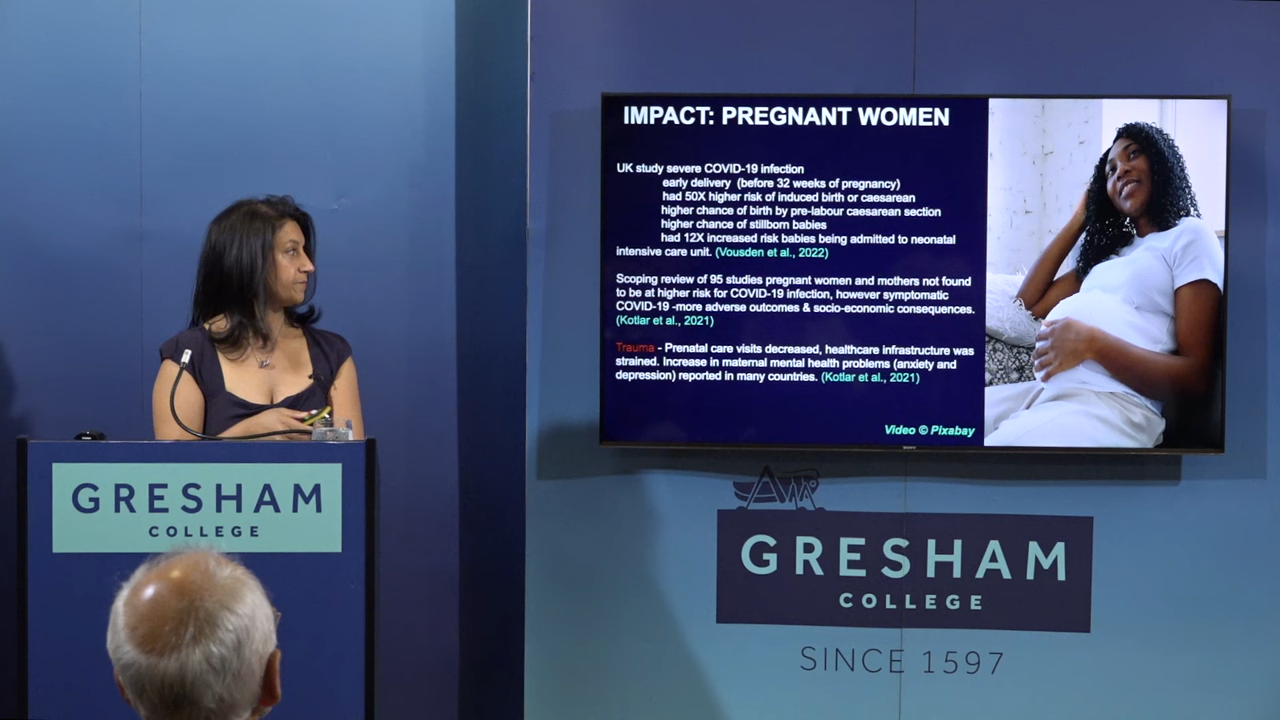 IMPACT: PREGNANT WOMEN
UK study severe COVID-19 infection
early delivery (before 32 weeks of pregnancy)
had 50X higher risk of induced birth or caesarean
higher chance of birth by pre-labour caesarean section
higher chance of stillborn babies
had 12X increased risk babies being admitted to neonatal
intensive care unit. (Vousden et al., 2022)
Scoping review of 95 studies pregnant women and mothers not found
to be at higher risk for COVID-19 infection, however symptomatic
COVID-19 -more adverse outcomes & socio-economic consequences.
(Kotlar et al., 2021)
Trauma - Prenatal care visits decreased, healthcare infrastructure was
strained. Increase in maternal mental health problems (anxiety and
depression) reported in many countries. (Kotlar et al., 2021)
Video © Pixabay
SONY
GRESHAM
COLLEGE
GRESHAM
COLLEGE
SINCE 1597